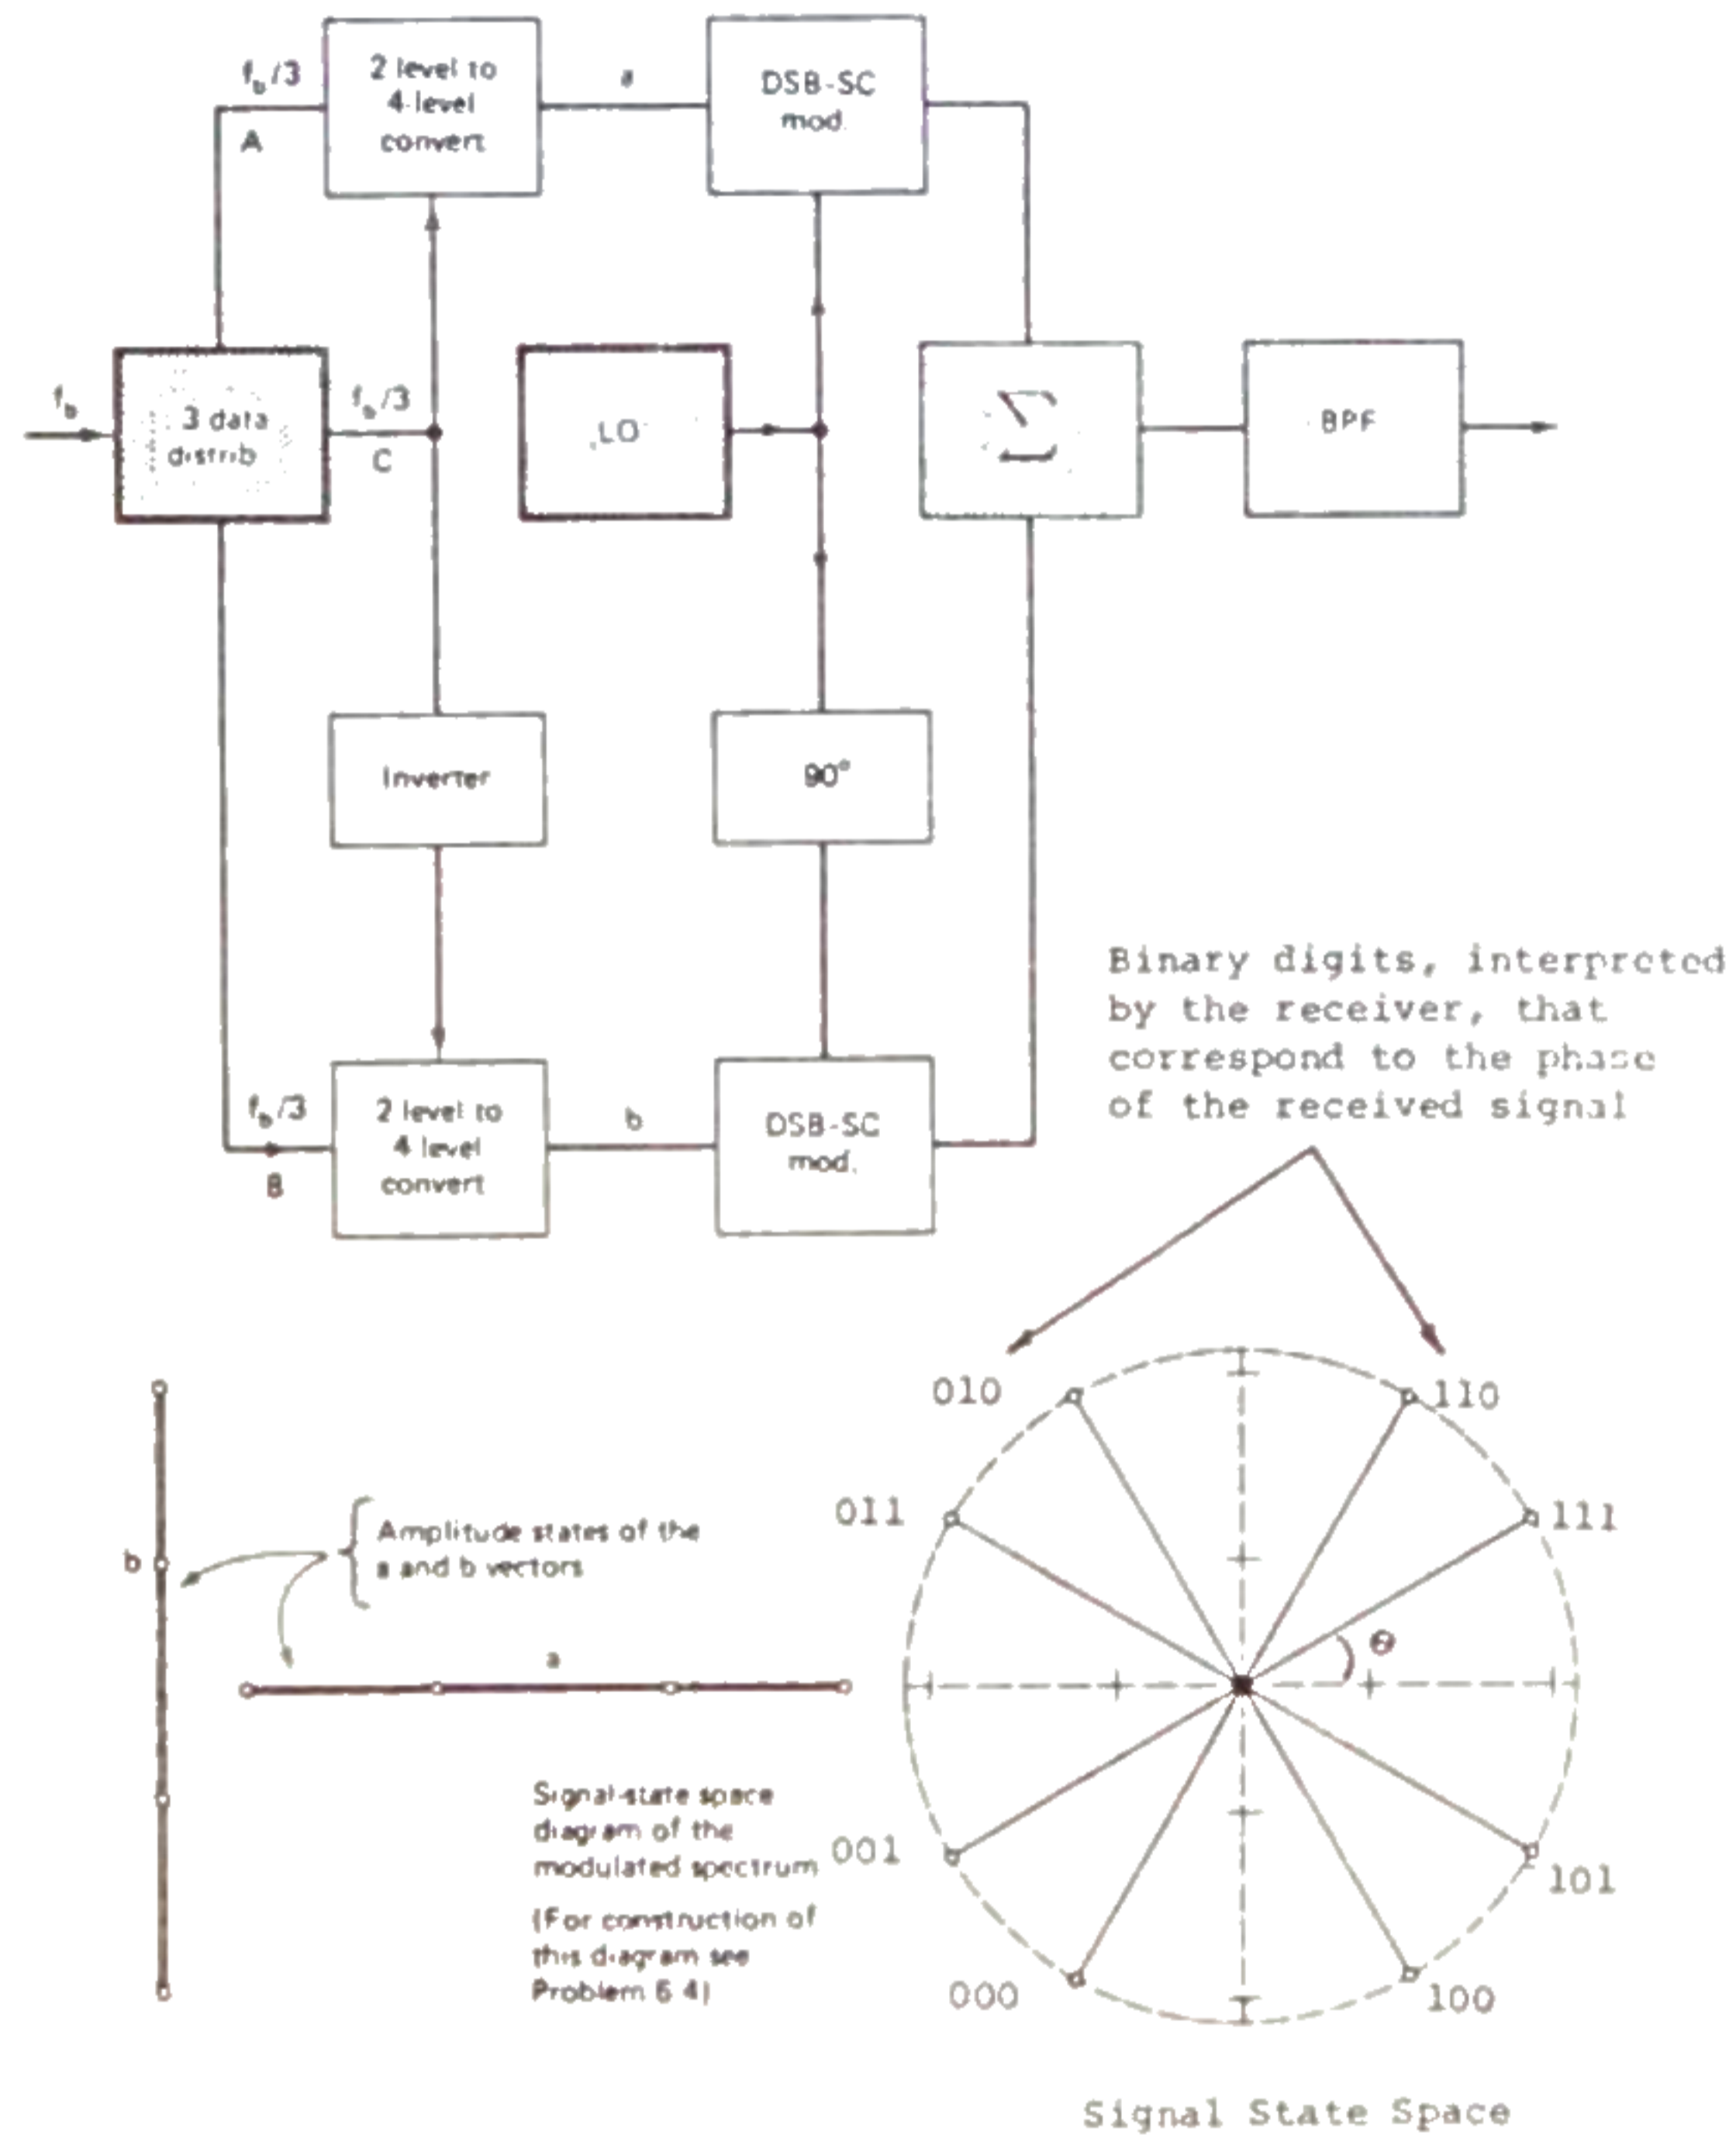 f_b/3
A
2 level to
4-level
convert
a
DSB-SC
mod.
f_b
3 data
distrib
f_b/3
C
LO
Σ
BPF
Inverter
90°
f_b/3
B
2 level to
4 level
convert
b
DSB-SC
mod.
Binary digits, interpreted
by the receiver, that
correspond to the phase
of the received signal
010
110
011
111
b
Amplitude states of the
a and b vectors
a
Θ
Signal-state space
diagram of the
modulated spectrum
(For construction of
this diagram see
Problem 6 4)
001
101
000
100
Signal State Space